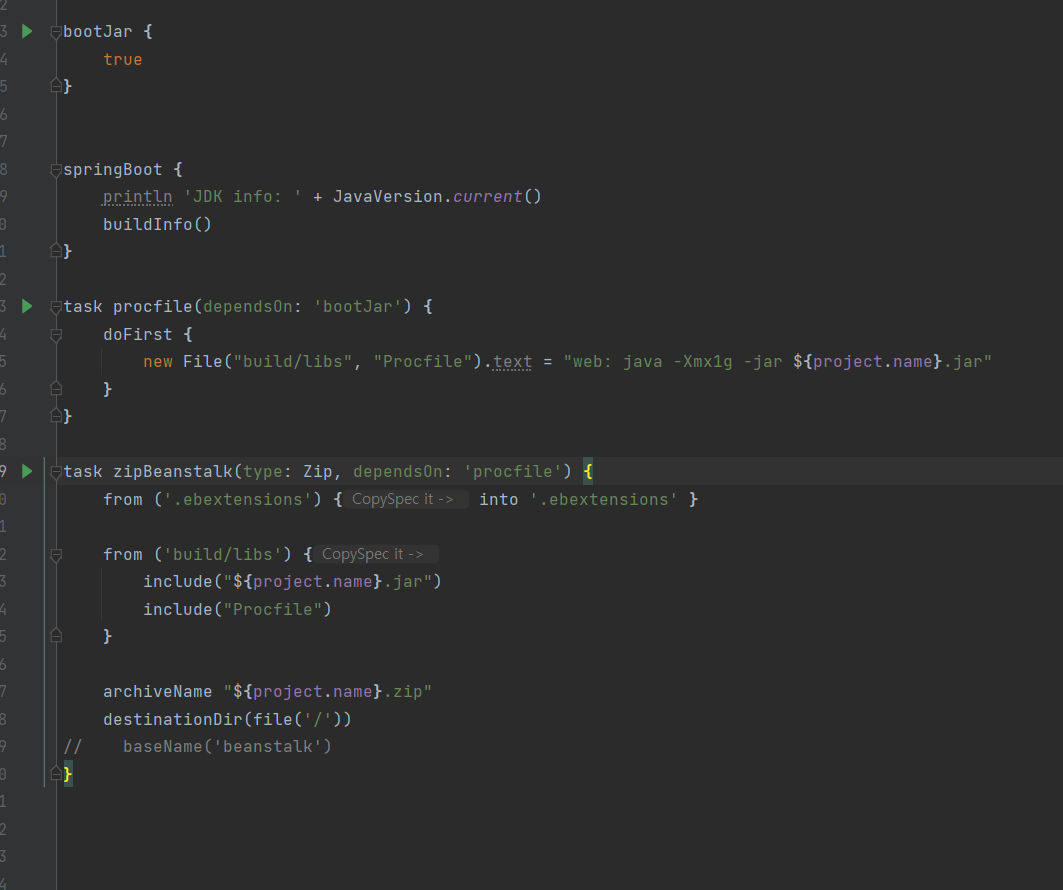 2
3 bootJar {
4     true
5 }
6
7
8 springBoot {
9     println 'JDK info: ' + JavaVersion.current()
0     buildInfo()
1 }
2
3 task procfile(dependsOn: 'bootJar') {
4     doFirst {
5         new File("build/libs", "Procfile").text = "web: java -Xmx1g -jar ${project.name}.jar"
6     }
7 }
8
9 task zipBeanstalk(type: Zip, dependsOn: 'procfile') {
0     from ('.ebextensions') { CopySpec it -> into '.ebextensions' }
1
2     from ('build/libs') { CopySpec it ->
3         include("${project.name}.jar")
4         include("Procfile")
5     }
6
7     archiveName "${project.name}.zip"
8     destinationDir(file('/'))
9 //    baseName('beanstalk')
0 }
1
2
3
4